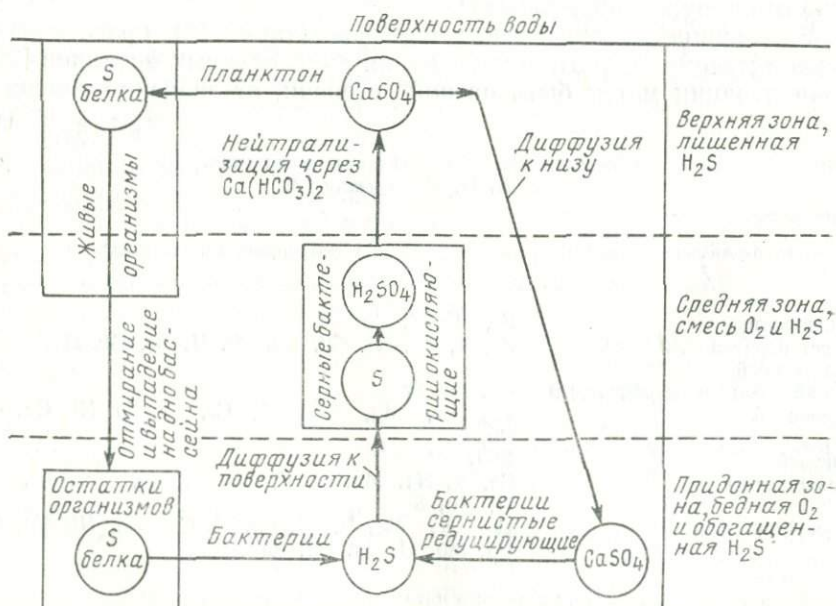 Поверхность воды
S
белка
Планктон
CaSO₄
Нейтрали-
зация через
Ca(HCO₃)₂
Диффузия
к низу
Верхняя зона,
лишенная
H₂S
Живые
организмы
Отмирание
и выпадение
на дно бас-
сейна
Серные бакте-
рии окисляю-
щие
H₂SO₄
S
Средняя зона,
смесь O₂ и H₂S
Диффузия к
поверхности
Остатки
организмов
S
белка
Бактерии
H₂S
Бактерии
сернистые
редуцирующие
CaSO₄
Придонная зо-
на, бедная O₂
и обогащен-
ная H₂S